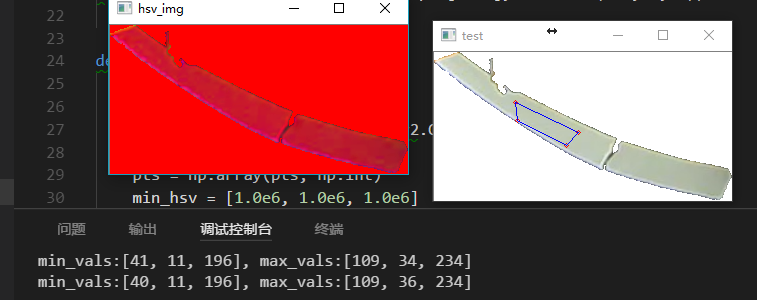 hsv_img
test
22
23
24
de
25
26
27 2.0
28
29 pts = np.array(pts, np.int)
30 min_hsv = [1.0e6, 1.0e6, 1.0e6]
问题 输出 调试控制台 终端
min_vals:[41, 11, 196], max_vals:[109, 34, 234]
min_vals:[40, 11, 196], max_vals:[109, 36, 234]